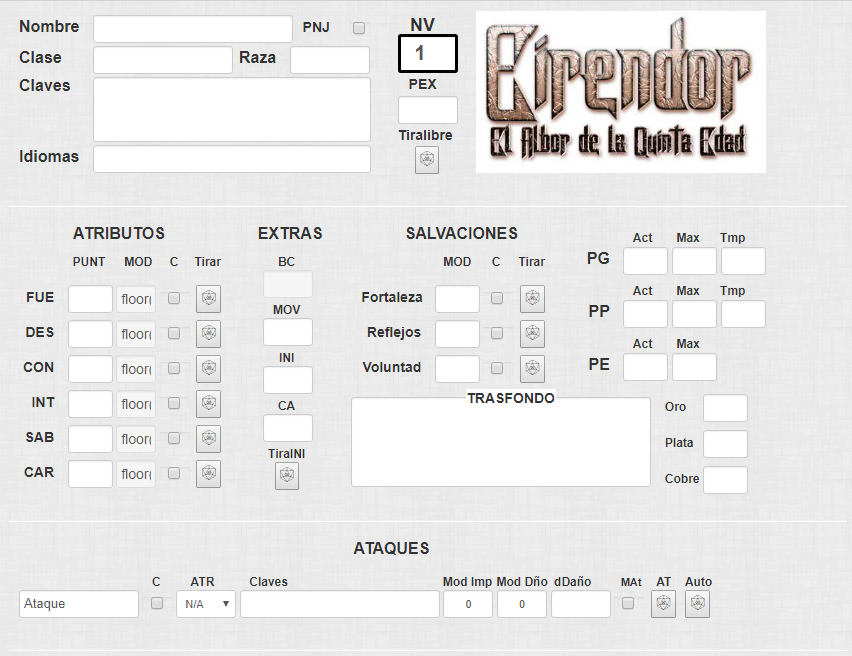 Nombre PNJ NV
1
Clase Raza
Claves PEX
Tiralibre
Idiomas
Eirendor
El Albor de la Quinta Edad
ATRIBUTOS EXTRAS SALVACIONES
PUNT MOD C Tirar BC MOD C Tirar
Act Max Tmp
PG
FUE floor( Fortaleza
Act Max Tmp
MOV PP
DES floor( Reflejos
Act Max
INI PE
CON floor( Voluntad
INT floor( CA TRASFONDO Oro
SAB floor( TiraINI Plata
CAR floor( Cobre
ATAQUES
C ATR Claves Mod Imp Mod Dño dDaño MAt AT Auto
Ataque N/A 0 0